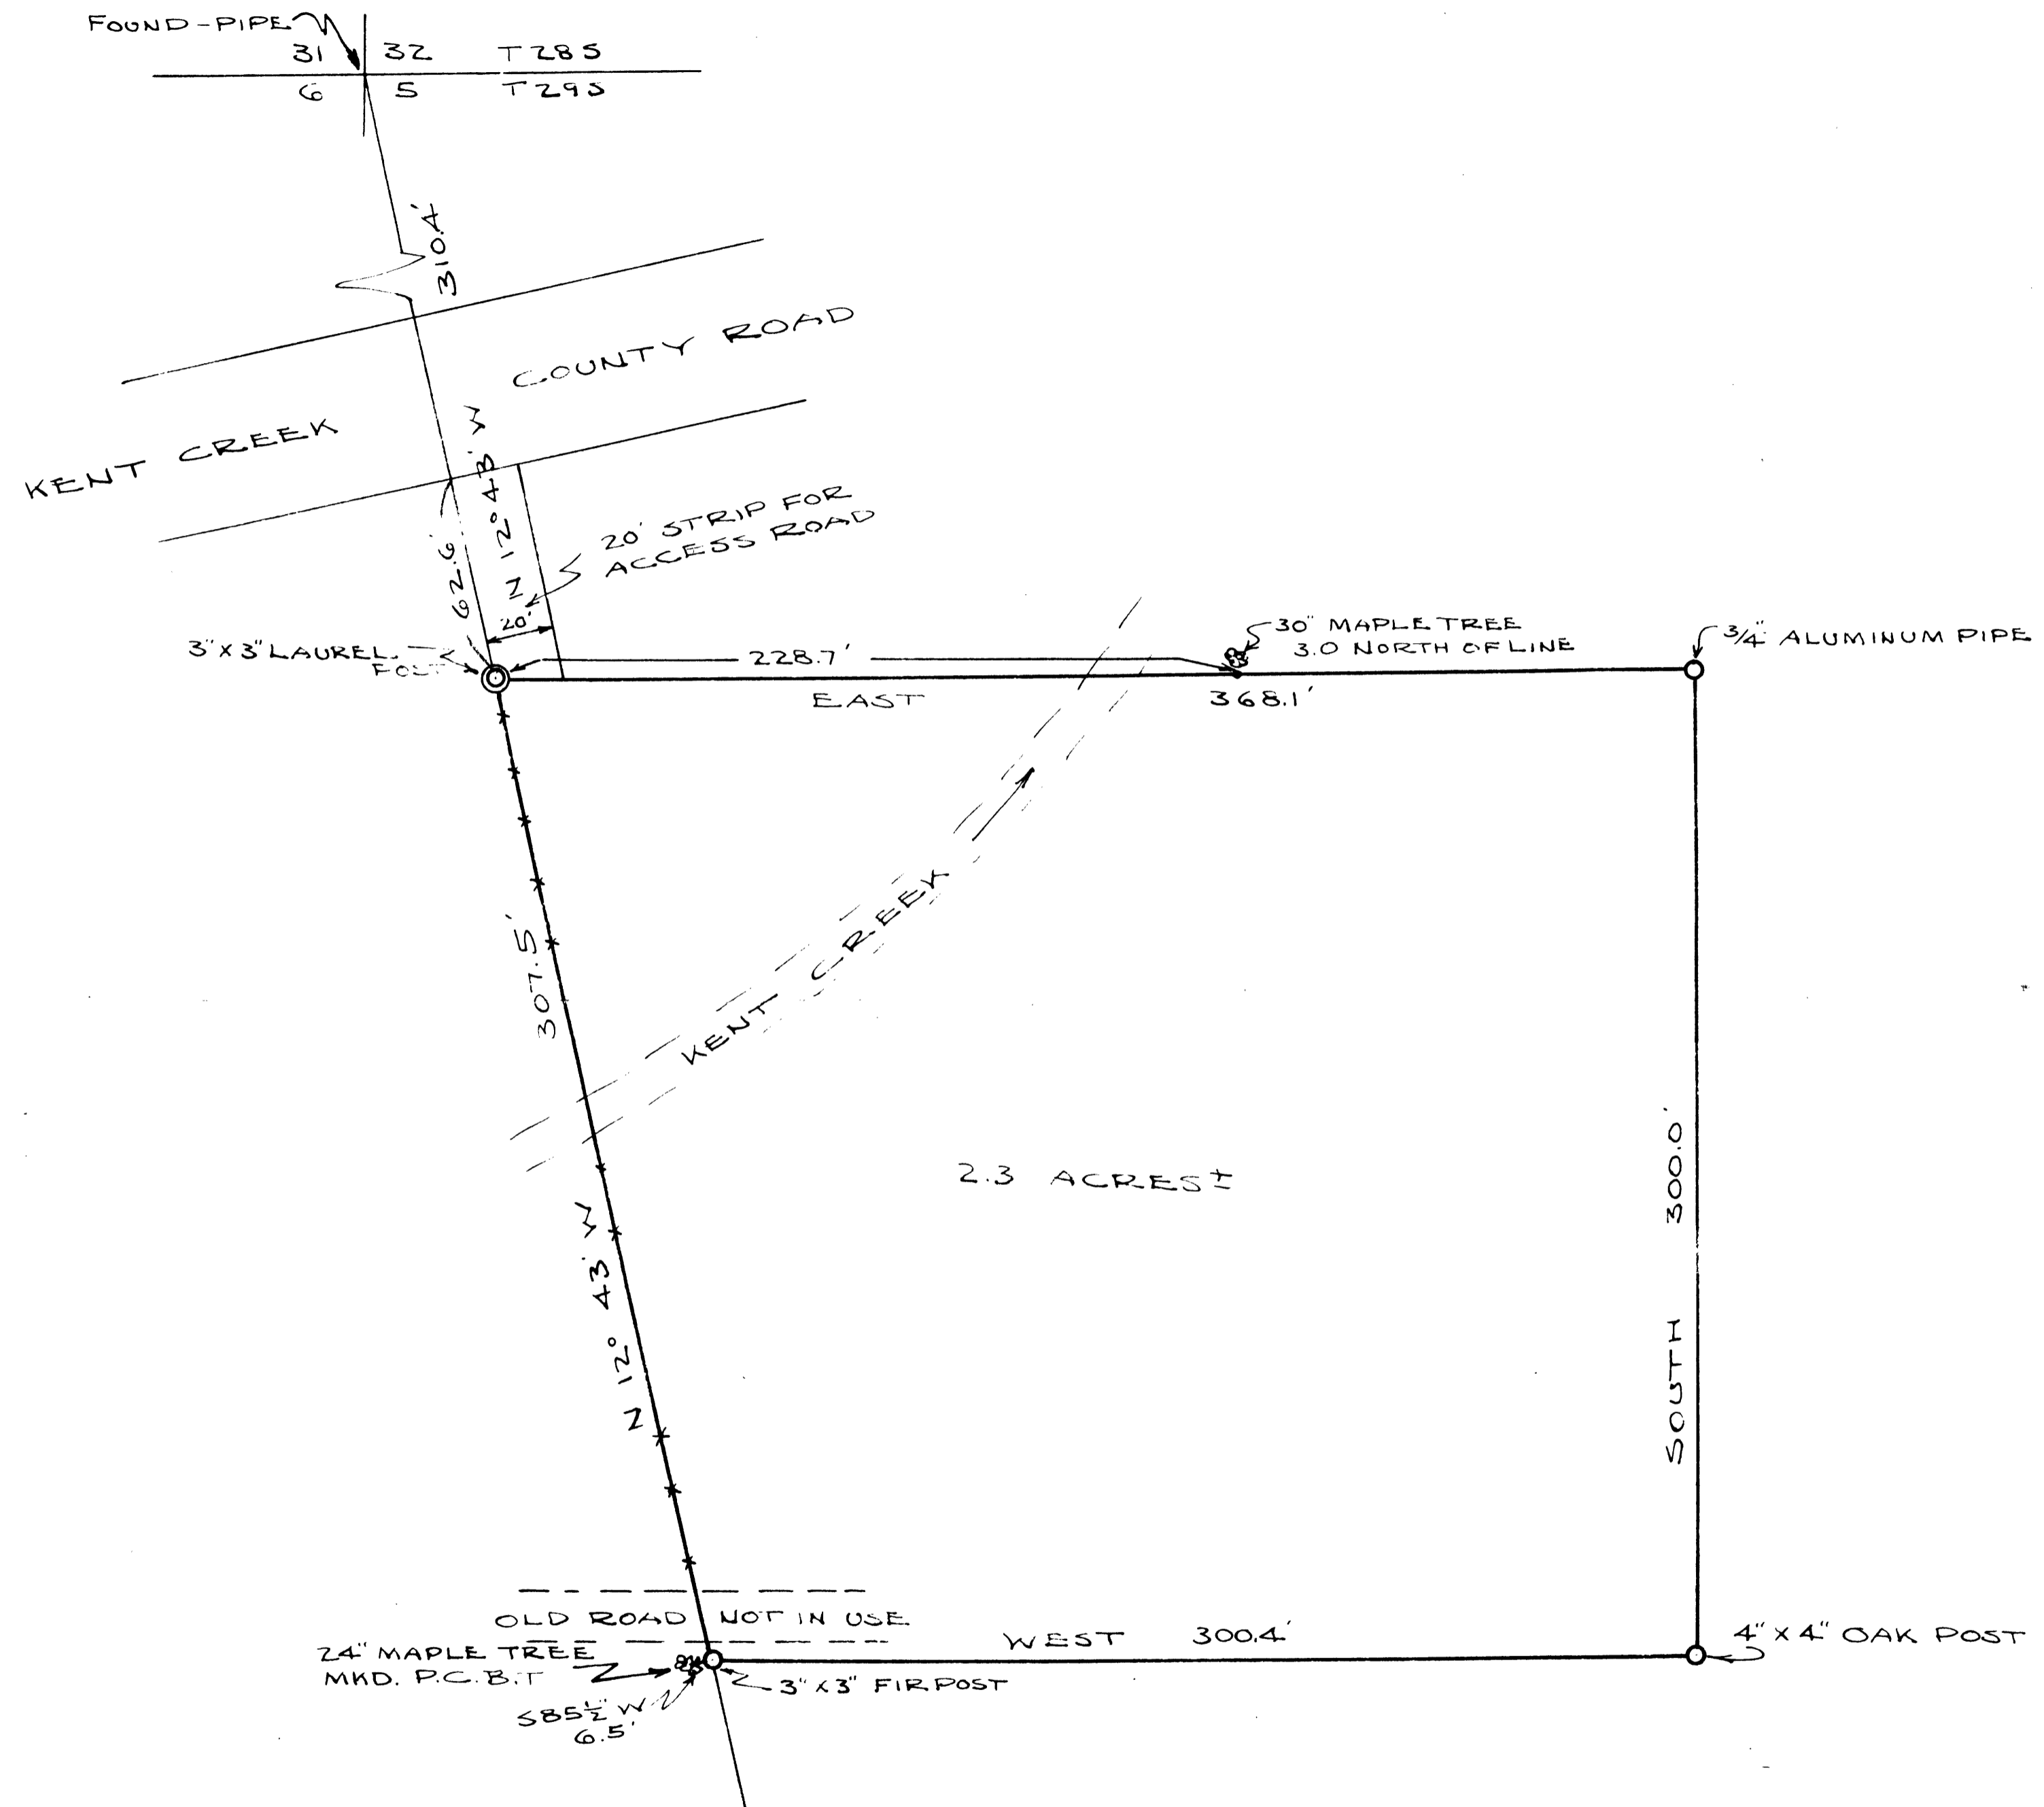 FOUND-PIPE
31 32 T28S
6 5 T29S
310.4'
KENT CREEK COUNTY ROAD
N 12° 43' W
62.6'
20' STRIP FOR
ACCESS ROAD
20'
3"X3" LAUREL
228.7'
30" MAPLE TREE
3.0 NORTH OF LINE
3/4" ALUMINUM PIPE
EAST 368.1'
KENT CREEK
307.5'
N 12° 43' W
2.3 ACRES±
SOUTH 300.0'
OLD ROAD NOT IN USE
24" MAPLE TREE
MKD. P.C.B.T
S85½° W
6.5'
3"X3" FIR POST
WEST 300.4'
4"X4" OAK POST